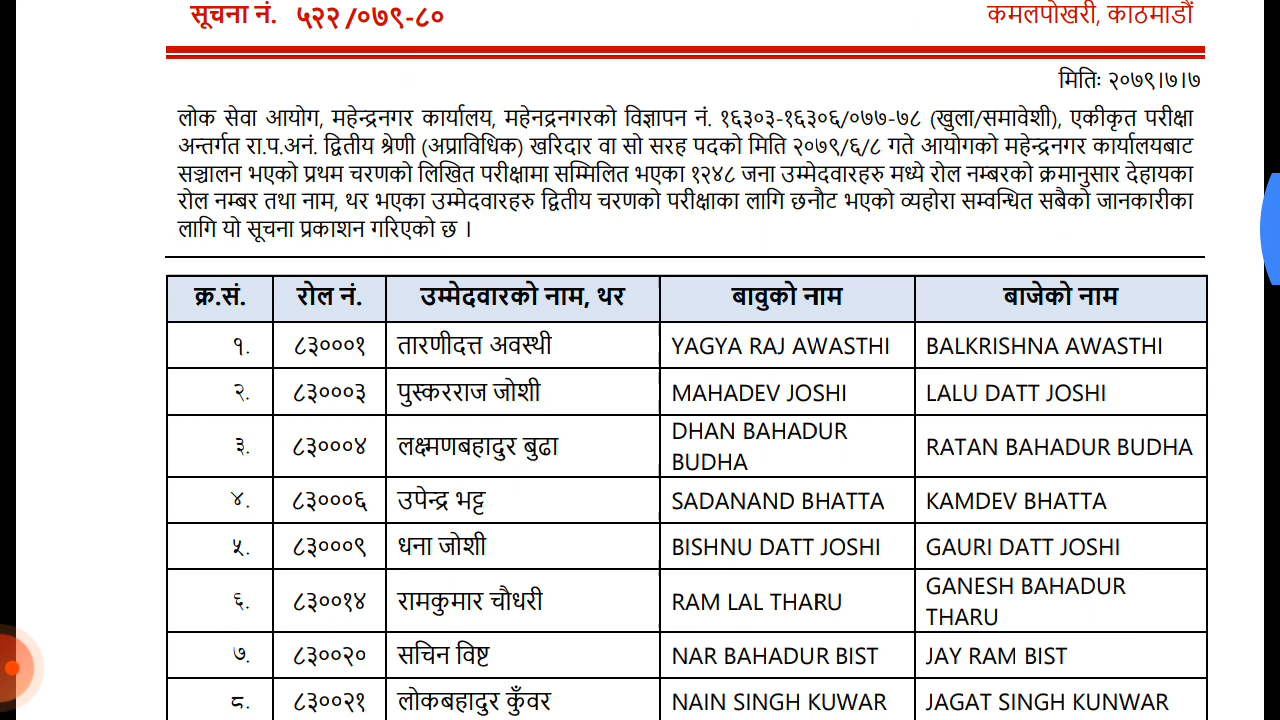 सूचना नं. ५२२/०७९-८०
कमलपोखरी, काठमाडौं
मितिः २०७९।७।७
लोक सेवा आयोग, महेन्द्रनगर कार्यालय, महेनद्रनगरको विज्ञापन नं. १६३०३-१६३०६/०७७-७८ (खुला/समावेशी), एकीकृत परीक्षा
अन्तर्गत रा.प.अनं. द्वितीय श्रेणी (अप्राविधिक) खरिदार वा सो सरह पदको मिति २०७९/६/८ गते आयोगको महेन्द्रनगर कार्यालयबाट
सञ्चालन भएको प्रथम चरणको लिखित परीक्षामा सम्मिलित भएका १२४८ जना उम्मेदवारहरु मध्ये रोल नम्बरको क्रमानुसार देहायका
रोल नम्बर तथा नाम, थर भएका उम्मेदवारहरु द्वितीय चरणको परीक्षाका लागि छनौट भएको व्यहोरा सम्वन्धित सबैको जानकारीका
लागि यो सूचना प्रकाशन गरिएको छ ।
क्र.सं. रोल नं. उम्मेदवारको नाम, थर बावुको नाम बाजेको नाम
१. ८३०००१ तारणीदत्त अवस्थी YAGYA RAJ AWASTHI BALKRISHNA AWASTHI
२. ८३०००३ पुस्करराज जोशी MAHADEV JOSHI LALU DATT JOSHI
३. ८३०००४ लक्ष्मणबहादुर बुढा DHAN BAHADUR BUDHA RATAN BAHADUR BUDHA
४. ८३०००६ उपेन्द्र भट्ट SADANAND BHATTA KAMDEV BHATTA
५. ८३०००९ धना जोशी BISHNU DATT JOSHI GAURI DATT JOSHI
६. ८३००१४ रामकुमार चौधरी RAM LAL THARU GANESH BAHADUR THARU
७. ८३००२० सचिन विष्ट NAR BAHADUR BIST JAY RAM BIST
८. ८३००२१ लोकबहादुर कुँवर NAIN SINGH KUWAR JAGAT SINGH KUNWAR